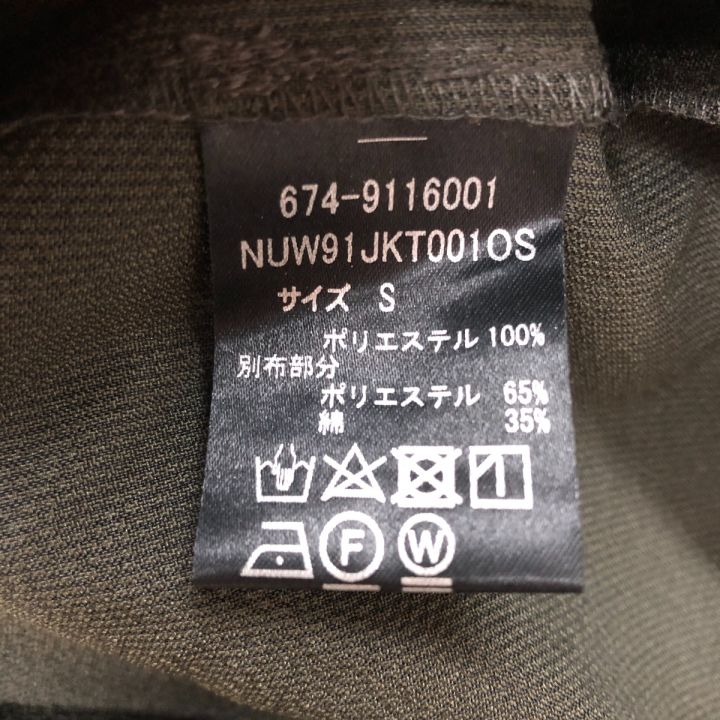 674-9116001
NUW91JKT001OS
サイズ S
ポリエステル 100%
別布部分
ポリエステル 65%
綿 35%
F W